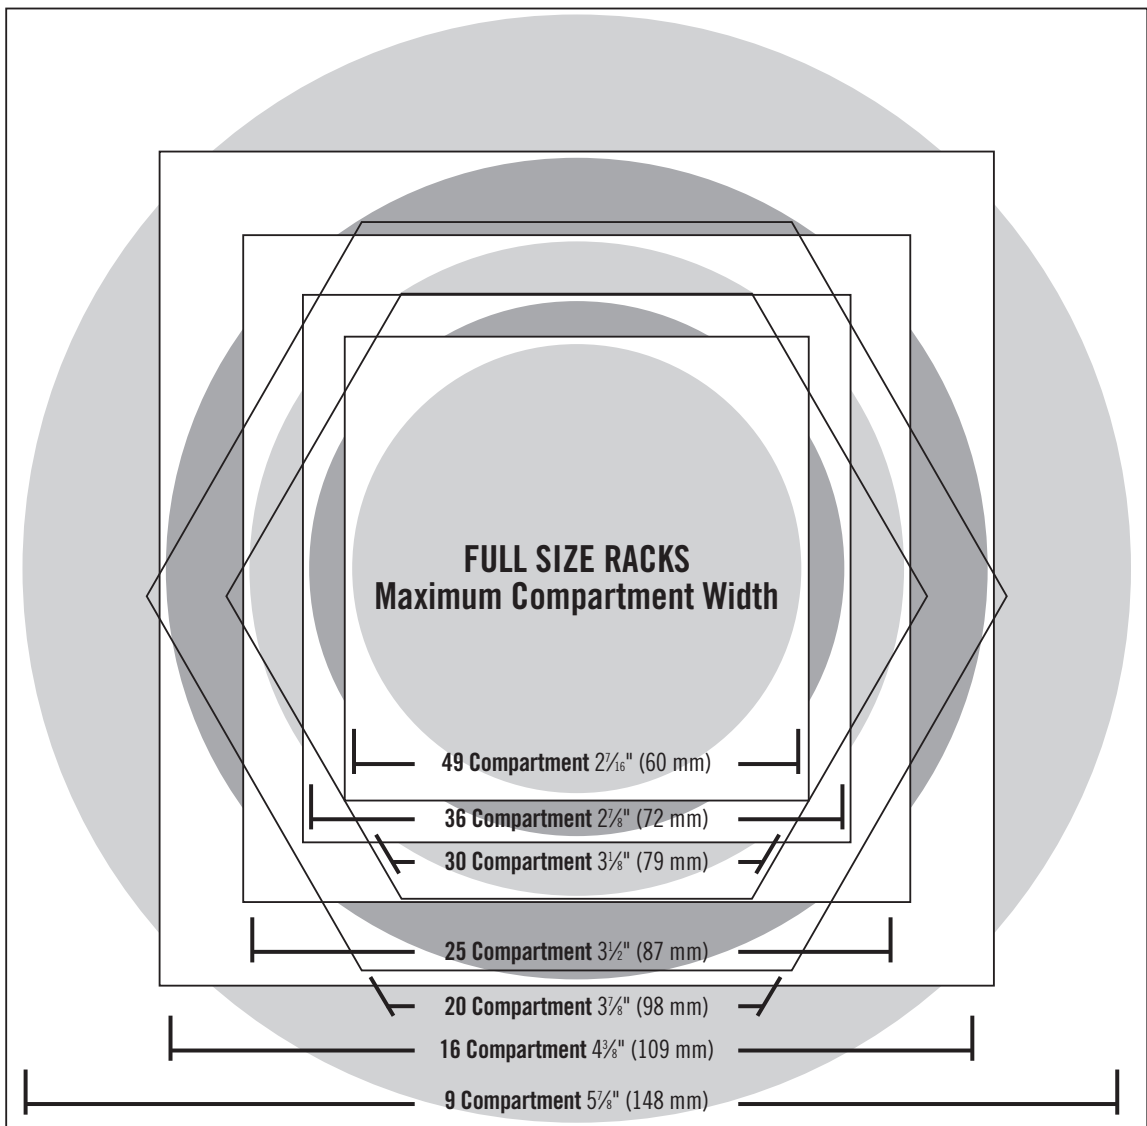 FULL SIZE RACKS
Maximum Compartment Width
49 Compartment 2⁷⁄₁₆" (60 mm)
36 Compartment 2⅞" (72 mm)
30 Compartment 3⅛" (79 mm)
25 Compartment 3½" (87 mm)
20 Compartment 3⅞" (98 mm)
16 Compartment 4⅜" (109 mm)
9 Compartment 5⅞" (148 mm)